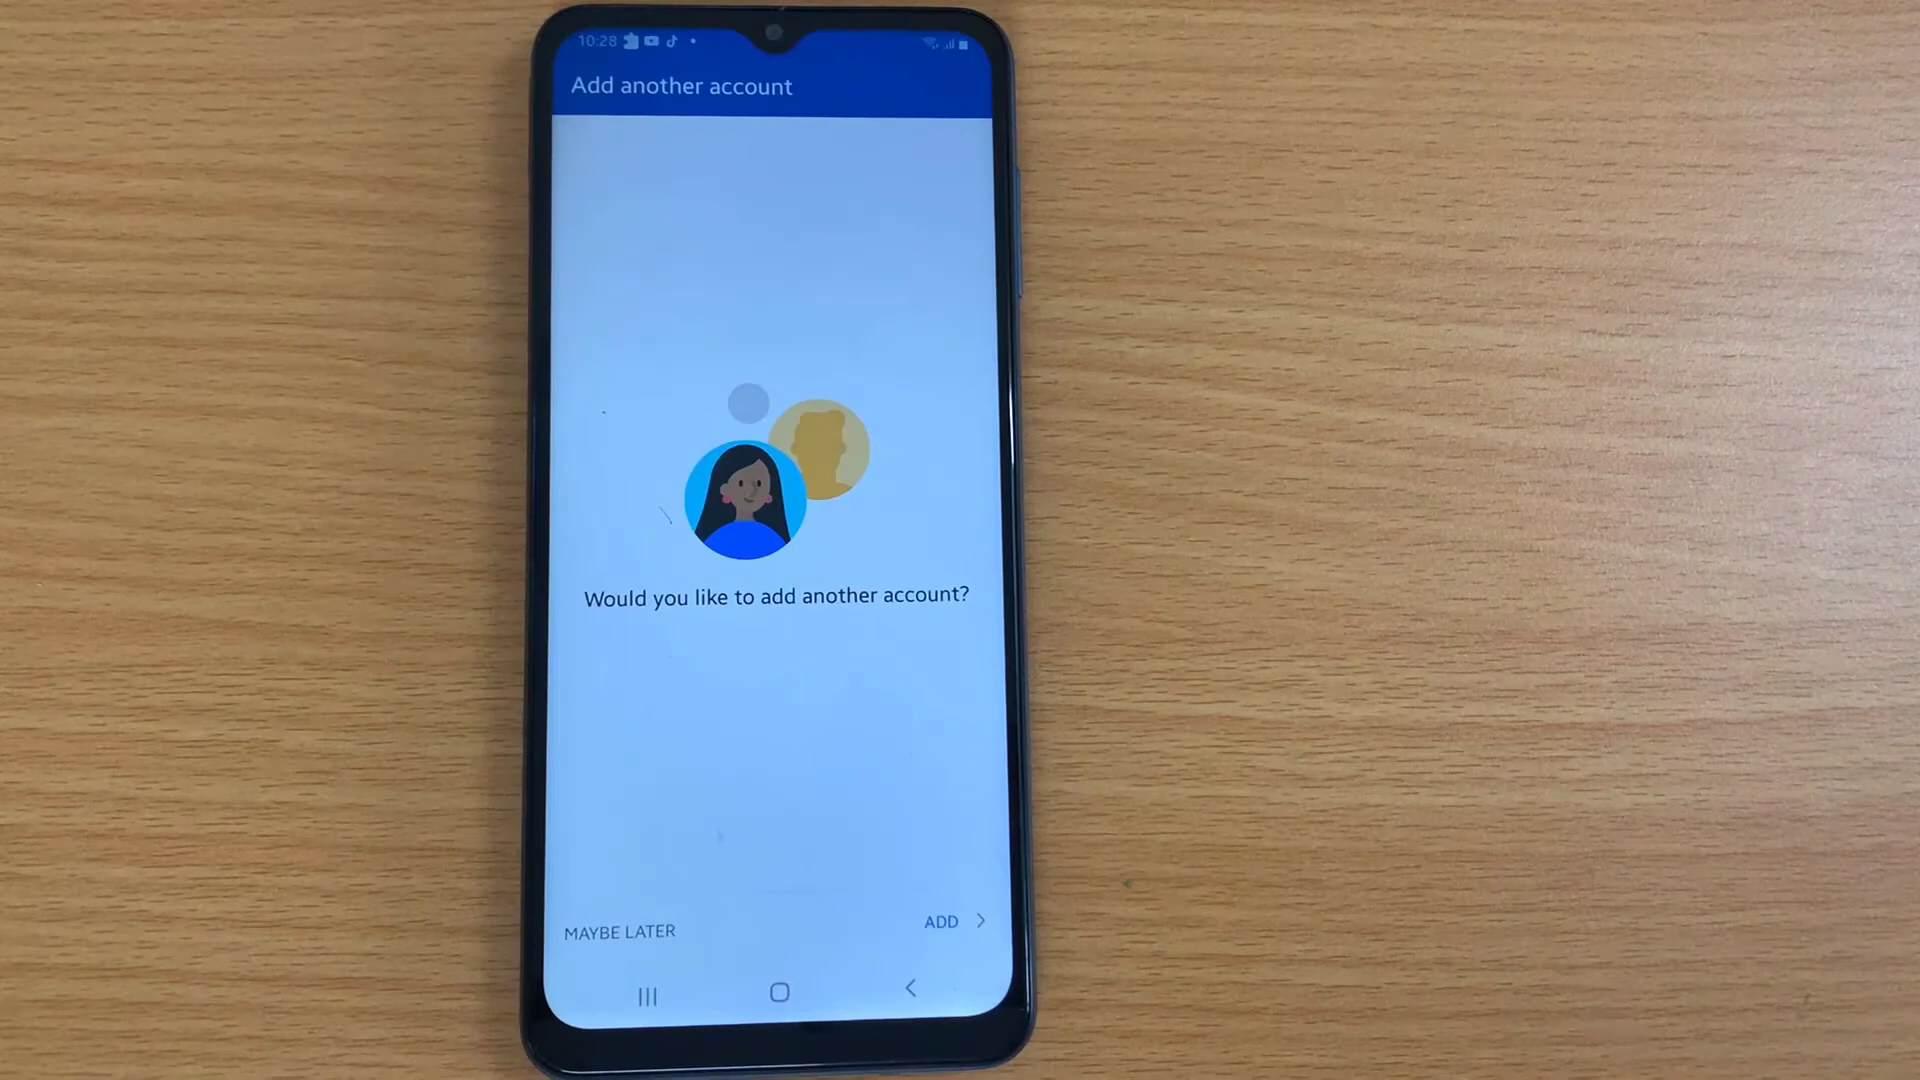 10:28
Add another account
Would you like to add another account?
MAYBE LATER
ADD